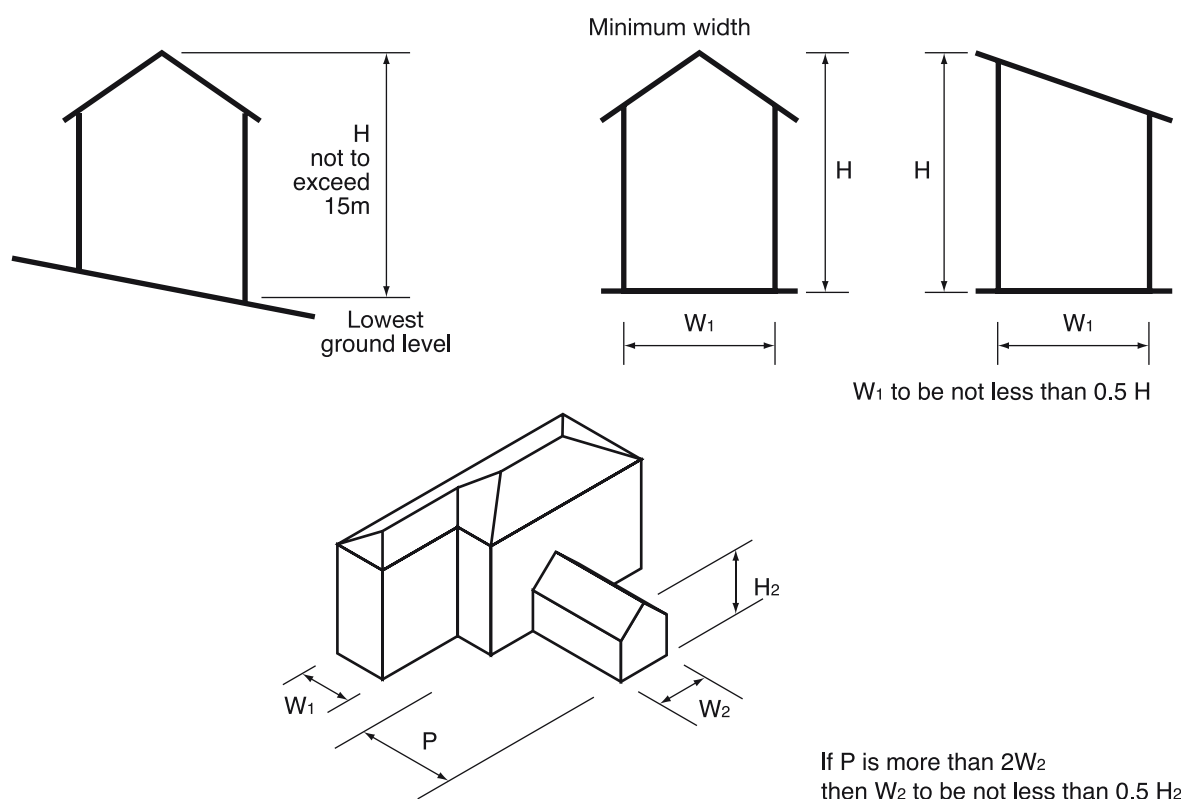 Minimum width
H
not to
exceed
15m
Lowest
ground level
H
H
W1
W1
W1 to be not less than 0.5 H
H2
W1
W2
P
If P is more than 2W2
then W2 to be not less than 0.5 H2